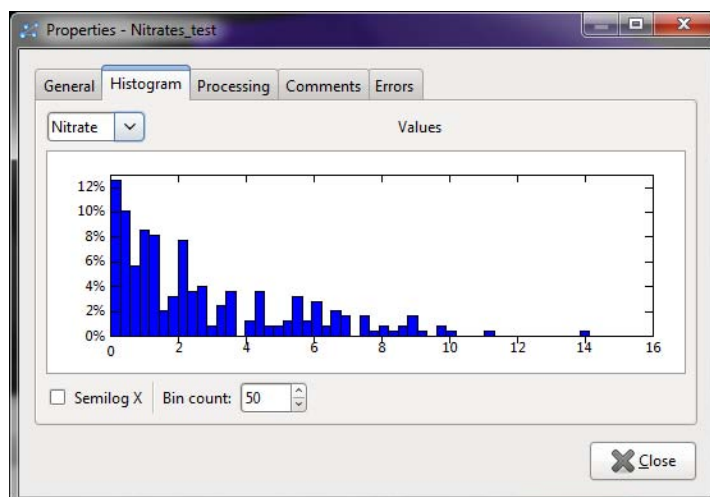 Properties - Nitrates_test
General Histogram Processing Comments Errors
Nitrate Values
12%
10%
8%
6%
4%
2%
0%
0 2 4 6 8 10 12 14 16
Semilog X Bin count: 50
Close